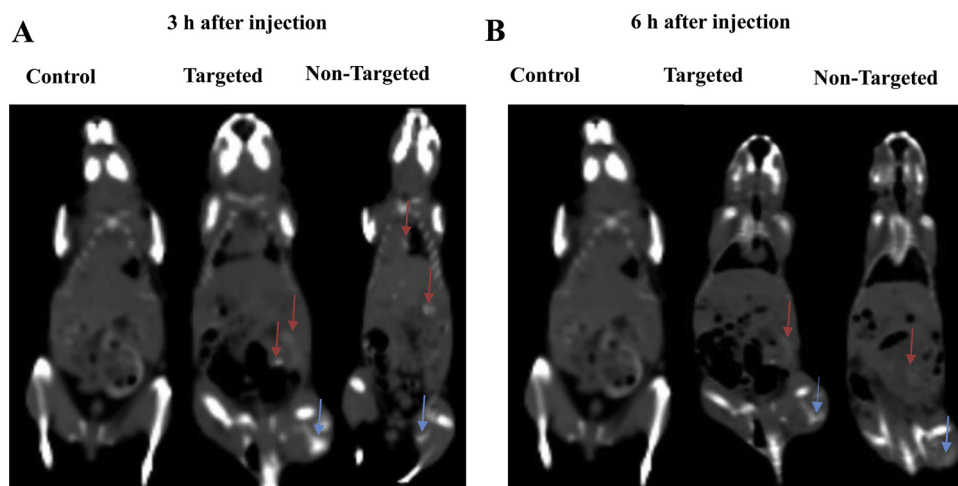 A 3 h after injection
Control Targeted Non-Targeted
B 6 h after injection
Control Targeted Non-Targeted